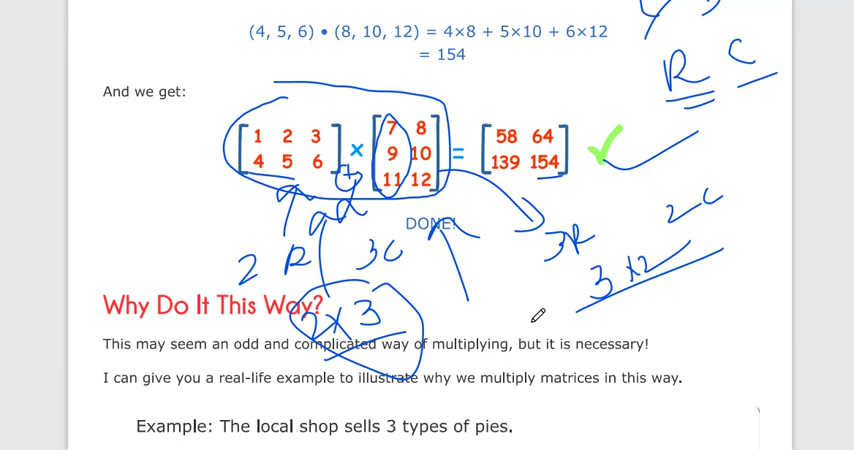 (4, 5, 6) • (8, 10, 12) = 4×8 + 5×10 + 6×12
= 154
R C
And we get:
[1 2 3] × [7 8] = [58 64]
[4 5 6] [9 10] [139 154]
[11 12]
DONE!
2 R 3C 3R 2C
3×2
Why Do It This Way?
2×3
This may seem an odd and complicated way of multiplying, but it is necessary!
I can give you a real-life example to illustrate why we multiply matrices in this way.
Example: The local shop sells 3 types of pies.